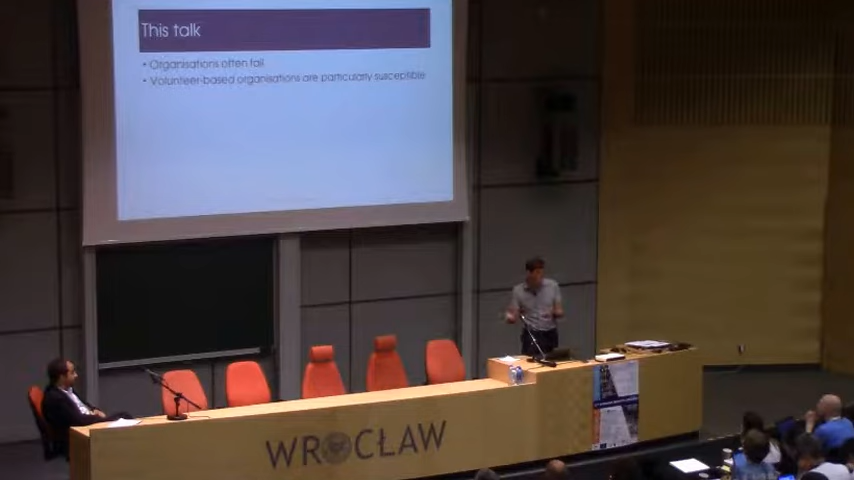 This talk
• Organisations often fail
• Volunteer-based organisations are particularly susceptible
WROCŁAW